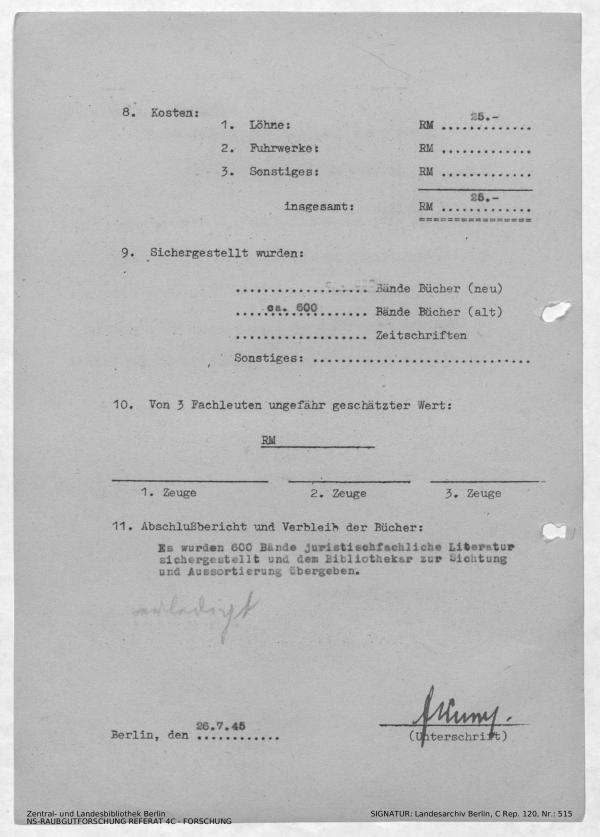 8. Kosten:
1. Löhne: RM 25.-
2. Fuhrwerke: RM .............
3. Sonstiges: RM .............
insgesamt: RM 25.-
================
9. Sichergestellt wurden:
................... Bände Bücher (neu)
ca. 600 Bände Bücher (alt)
................... Zeitschriften
Sonstiges: ...............................
10. Von 3 Fachleuten ungefähr geschätzter Wert:
RM
1. Zeuge 2. Zeuge 3. Zeuge
11. Abschlußbericht und Verbleib der Bücher:
Es wurden 600 Bände juristischfachliche Literatur
sichergestellt und dem Bibliothekar zur Sichtung
und Aussortierung übergeben.
erledigt
Berlin, den 26.7.45
(Unterschrift)
Zentral- und Landesbibliothek Berlin
NS-RAUBGUTFORSCHUNG REFERAT 4C - FORSCHUNG
SIGNATUR: Landesarchiv Berlin, C Rep. 120, Nr.: 515